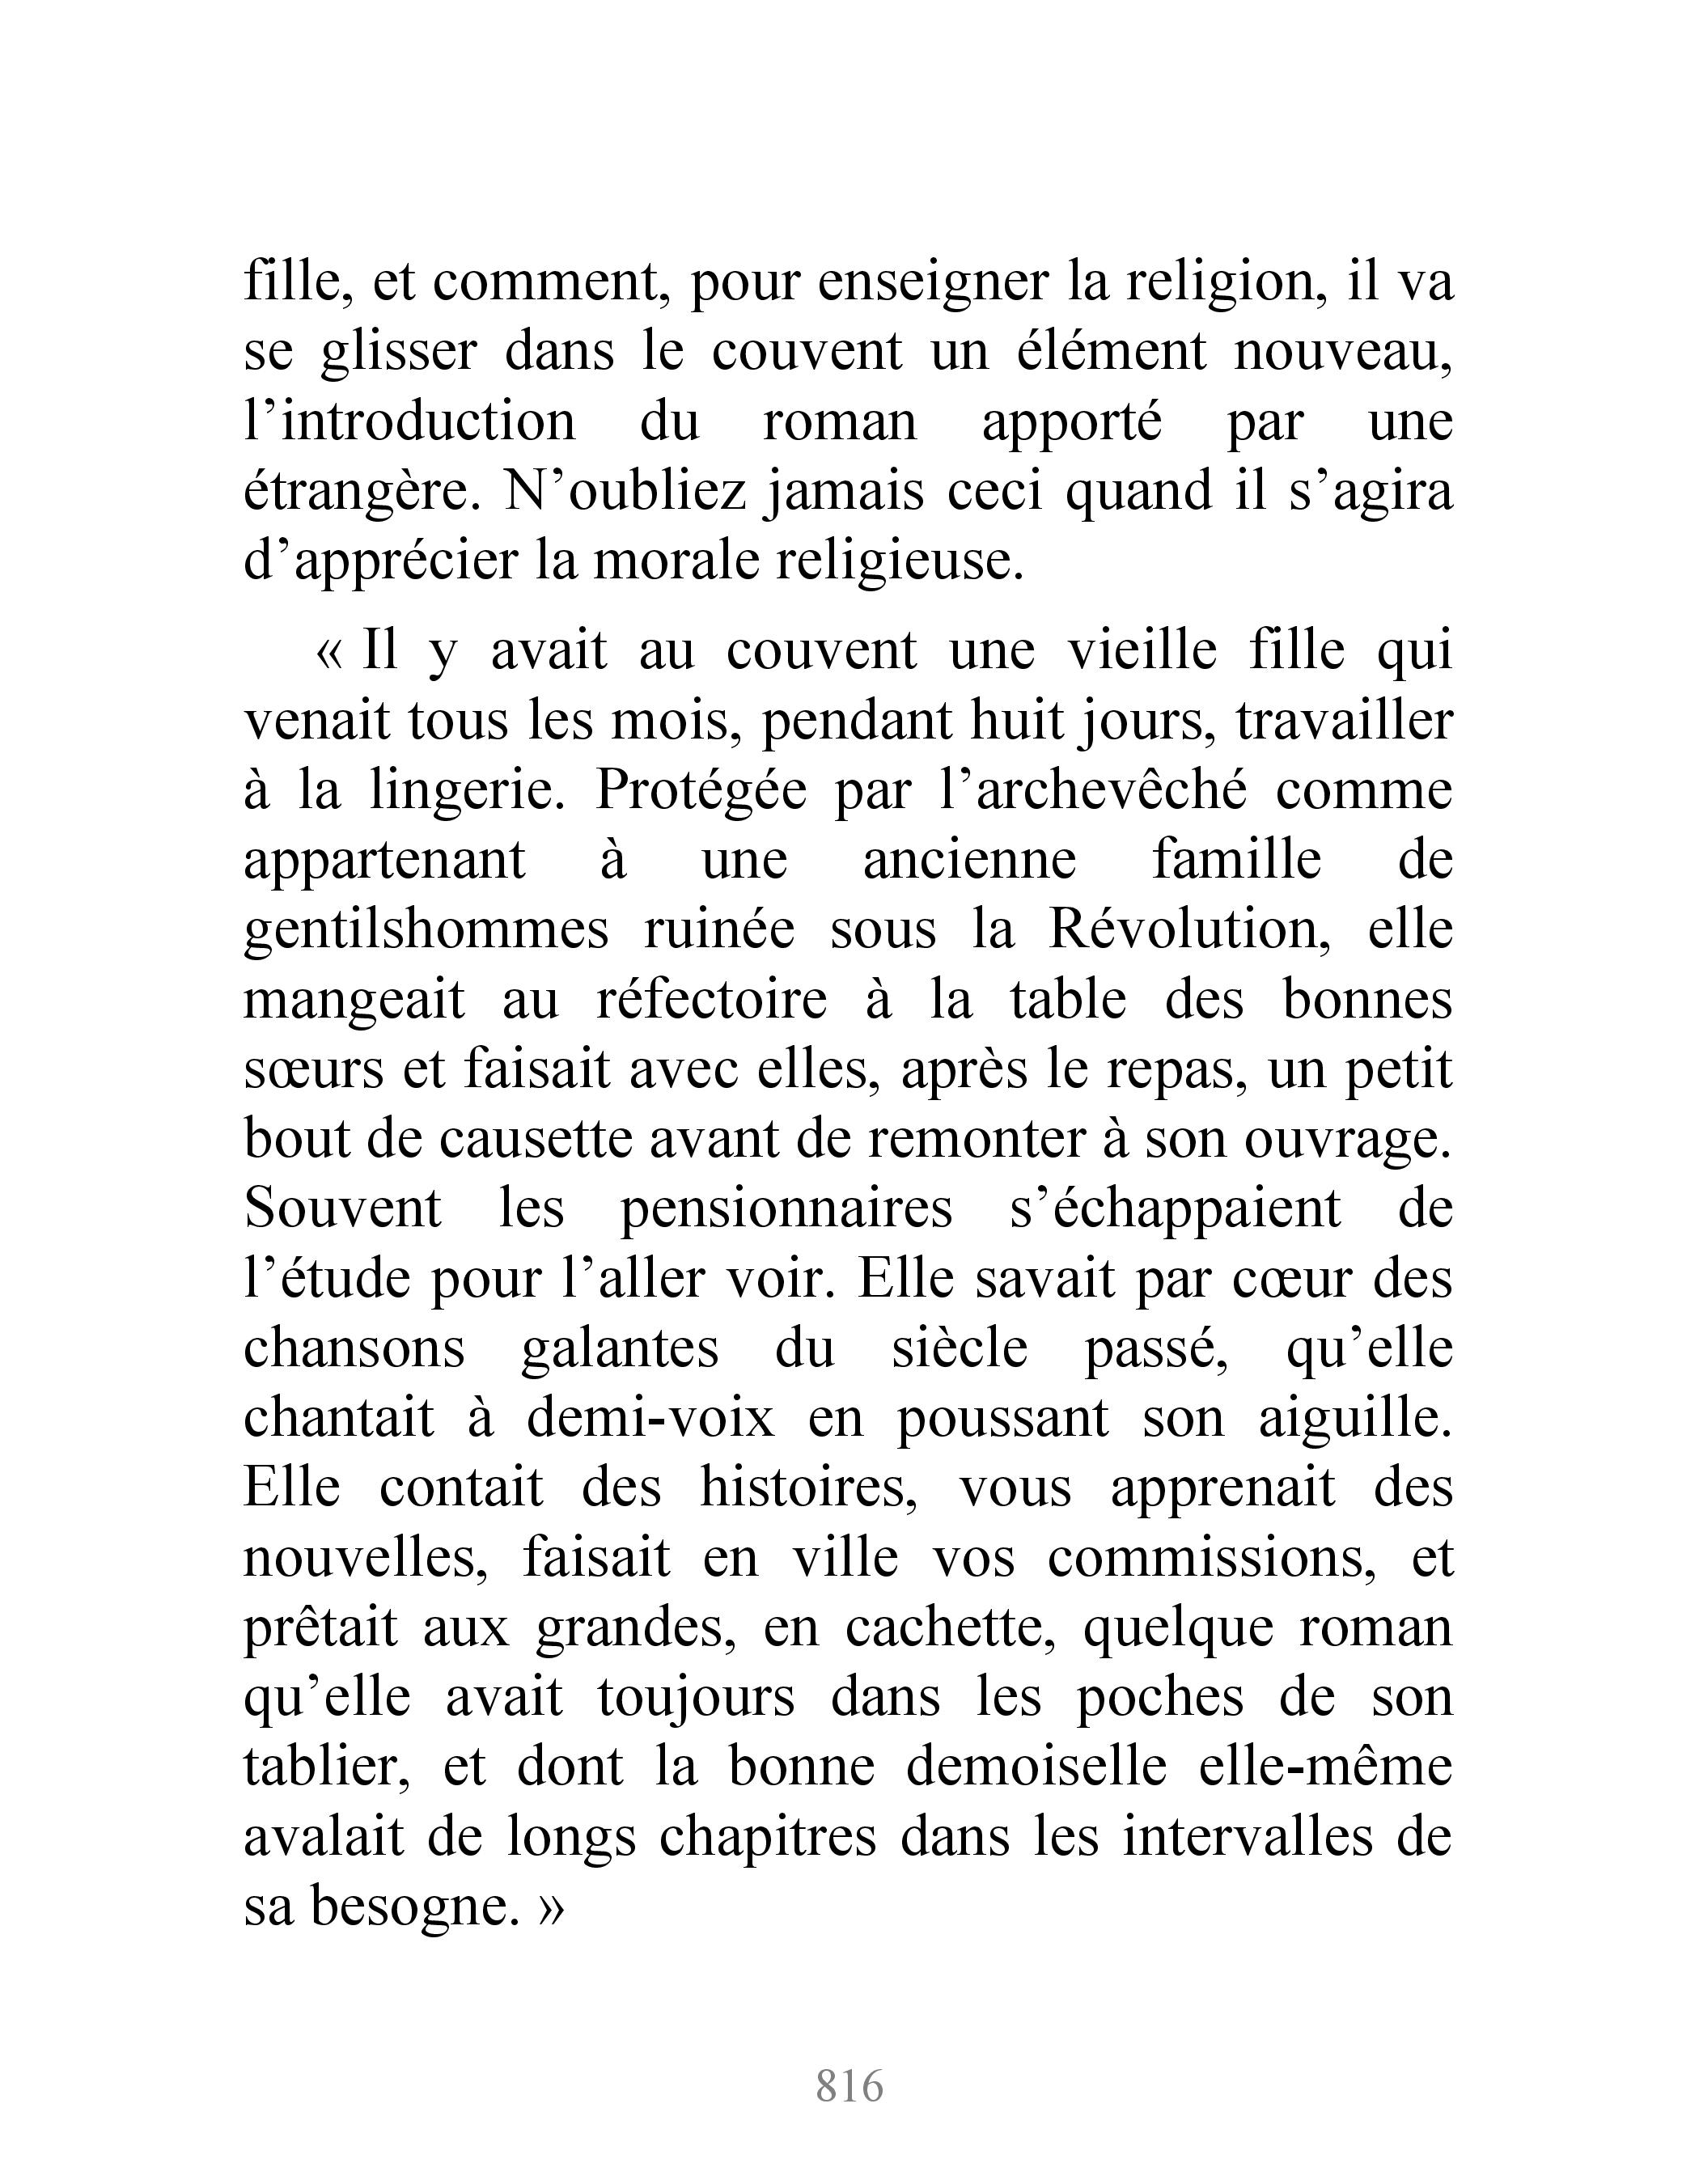 fille, et comment, pour enseigner la religion, il va
se glisser dans le couvent un élément nouveau,
l’introduction du roman apporté par une
étrangère. N’oubliez jamais ceci quand il s’agira
d’apprécier la morale religieuse.
« Il y avait au couvent une vieille fille qui
venait tous les mois, pendant huit jours, travailler
à la lingerie. Protégée par l’archevêché comme
appartenant à une ancienne famille de
gentilshommes ruinée sous la Révolution, elle
mangeait au réfectoire à la table des bonnes
sœurs et faisait avec elles, après le repas, un petit
bout de causette avant de remonter à son ouvrage.
Souvent les pensionnaires s’échappaient de
l’étude pour l’aller voir. Elle savait par cœur des
chansons galantes du siècle passé, qu’elle
chantait à demi-voix en poussant son aiguille.
Elle contait des histoires, vous apprenait des
nouvelles, faisait en ville vos commissions, et
prêtait aux grandes, en cachette, quelque roman
qu’elle avait toujours dans les poches de son
tablier, et dont la bonne demoiselle elle-même
avalait de longs chapitres dans les intervalles de
sa besogne. »
816